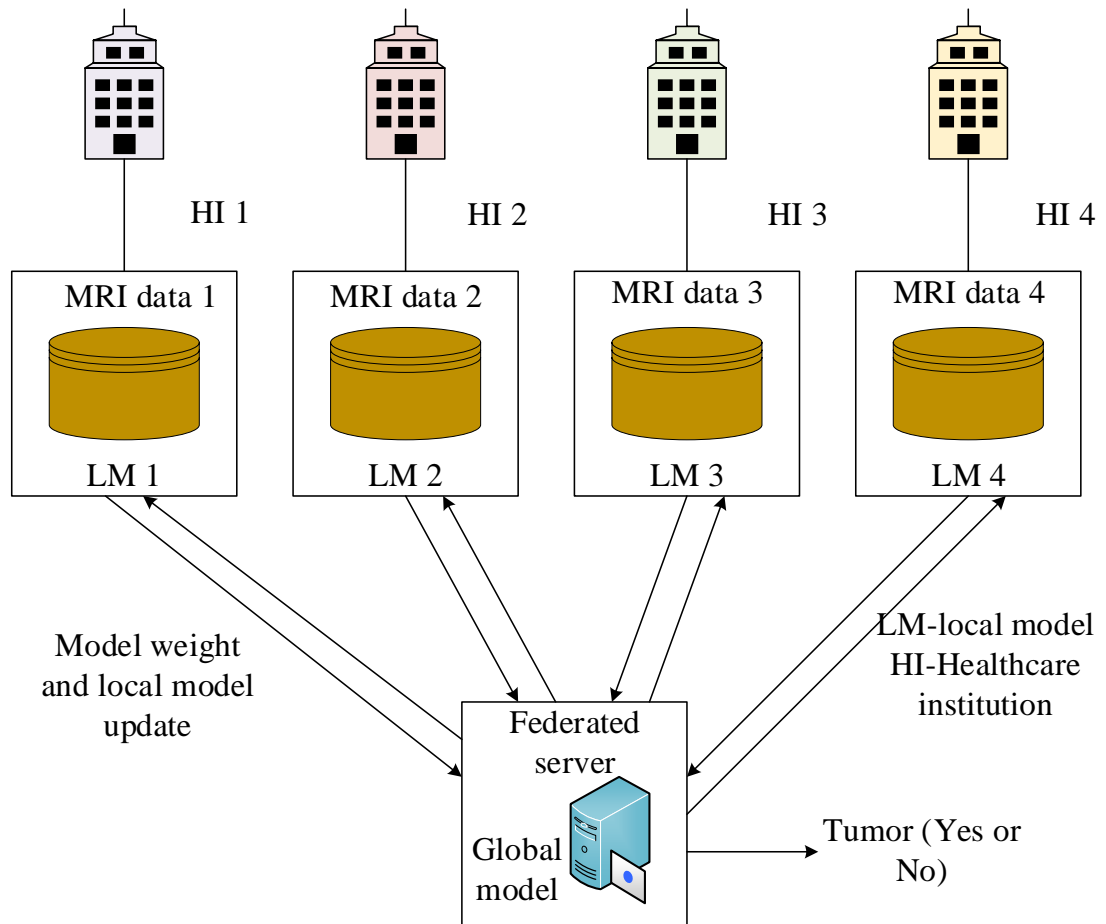 HI 1
HI 2
HI 3
HI 4
MRI data 1
MRI data 2
MRI data 3
MRI data 4
LM 1
LM 2
LM 3
LM 4
Model weight
and local model
update
LM-local model
HI-Healthcare
institution
Federated
server
Global
model
Tumor (Yes or
No)